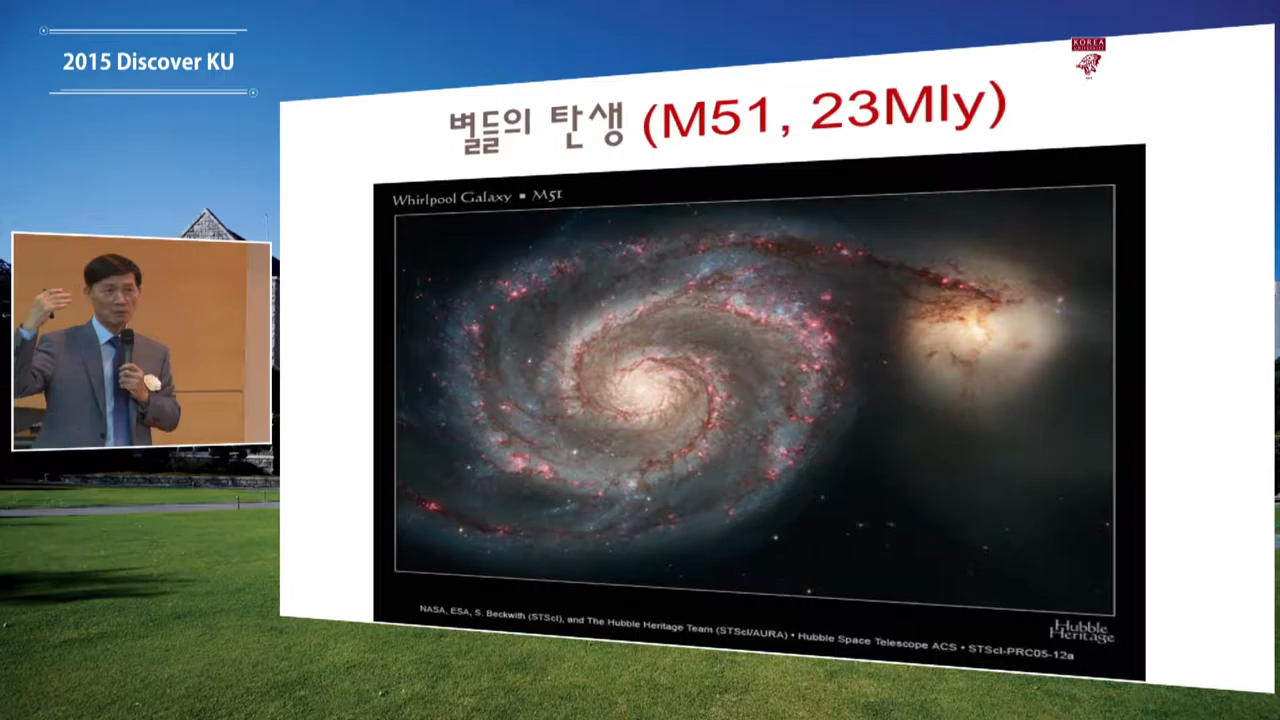 2015 Discover KU
KOREA
별들의 탄생 (M51, 23Mly)
Whirlpool Galaxy ▪ M51
NASA, ESA, S. Beckwith (STScI), and The Hubble Heritage Team (STScI/AURA) • Hubble Space Telescope ACS • STScI-PRC05-12a
Hubble
Heritage